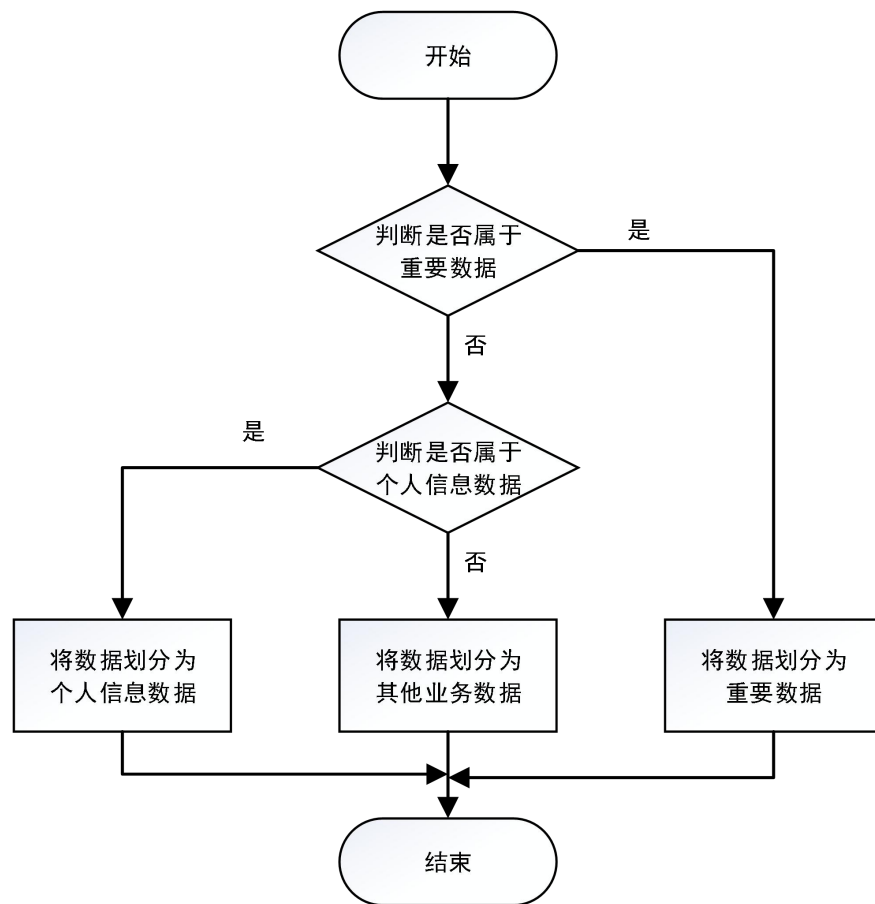 开始
判断是否属于
重要数据
是
否
是
判断是否属于
个人信息数据
否
将数据划分为
个人信息数据
将数据划分为
其他业务数据
将数据划分为
重要数据
结束